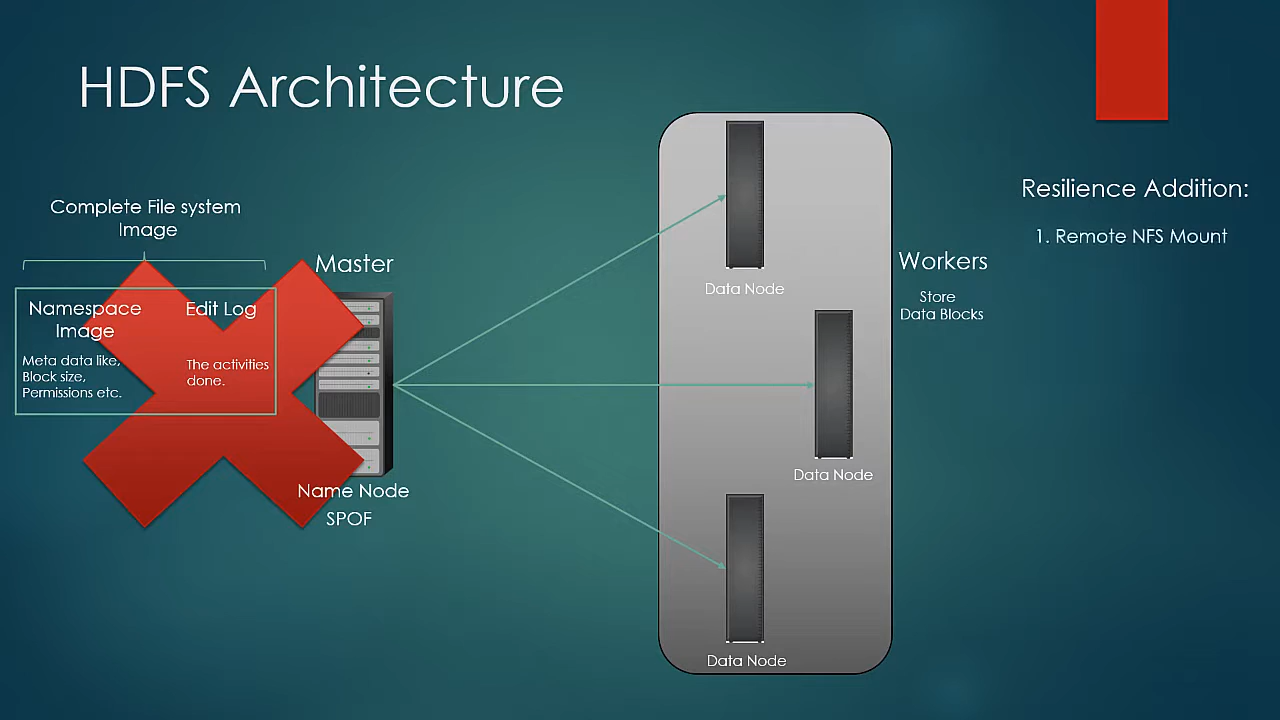 HDFS Architecture
Complete File system
Image
Namespace
Image
Meta data like,
Block size,
Permissions etc.
Edit Log
The activities
done.
Master
Name Node
SPOF
Data Node
Data Node
Data Node
Workers
Store
Data Blocks
Resilience Addition:
1. Remote NFS Mount